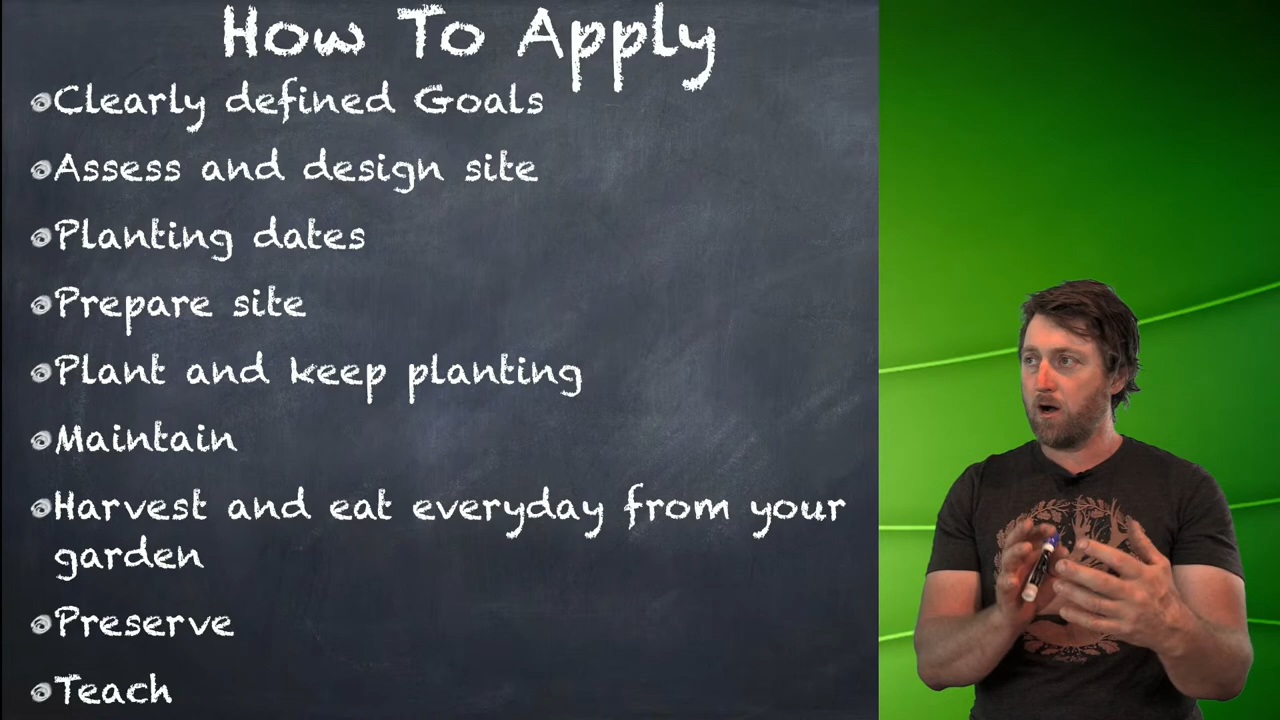 How To Apply
Clearly defined Goals
Assess and design site
Planting dates
Prepare site
Plant and keep planting
Maintain
Harvest and eat everyday from your
garden
Preserve
Teach